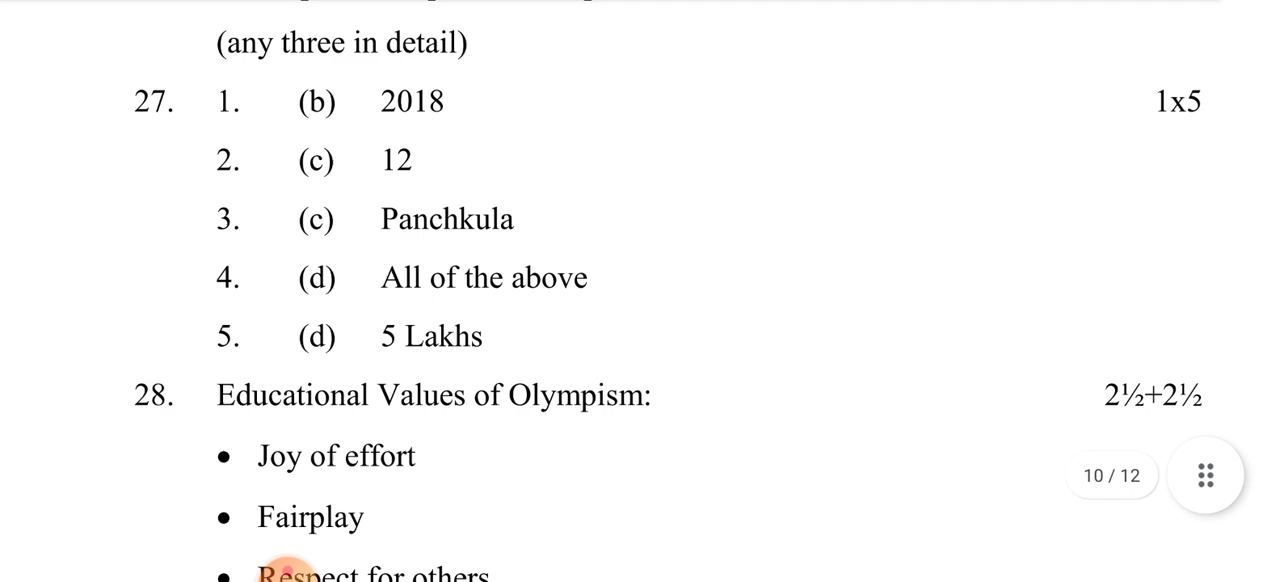 (any three in detail)
27. 1. (b) 2018 1x5
2. (c) 12
3. (c) Panchkula
4. (d) All of the above
5. (d) 5 Lakhs
28. Educational Values of Olympism: 2½+2½
• Joy of effort
10 / 12
• Fairplay
• Respect for others